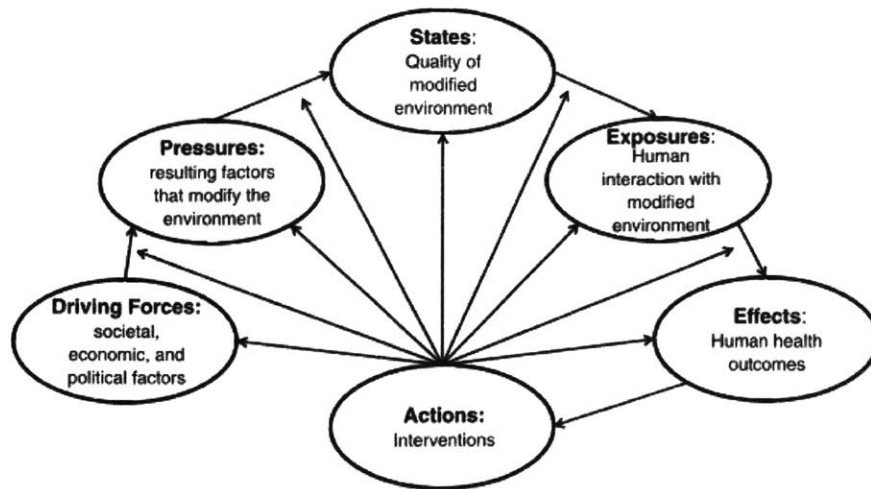 States:
Quality of
modified
environment
Pressures:
resulting factors
that modify the
environment
Exposures:
Human
interaction with
modified
environment
Driving Forces:
societal,
economic, and
political factors
Effects:
Human health
outcomes
Actions:
Interventions